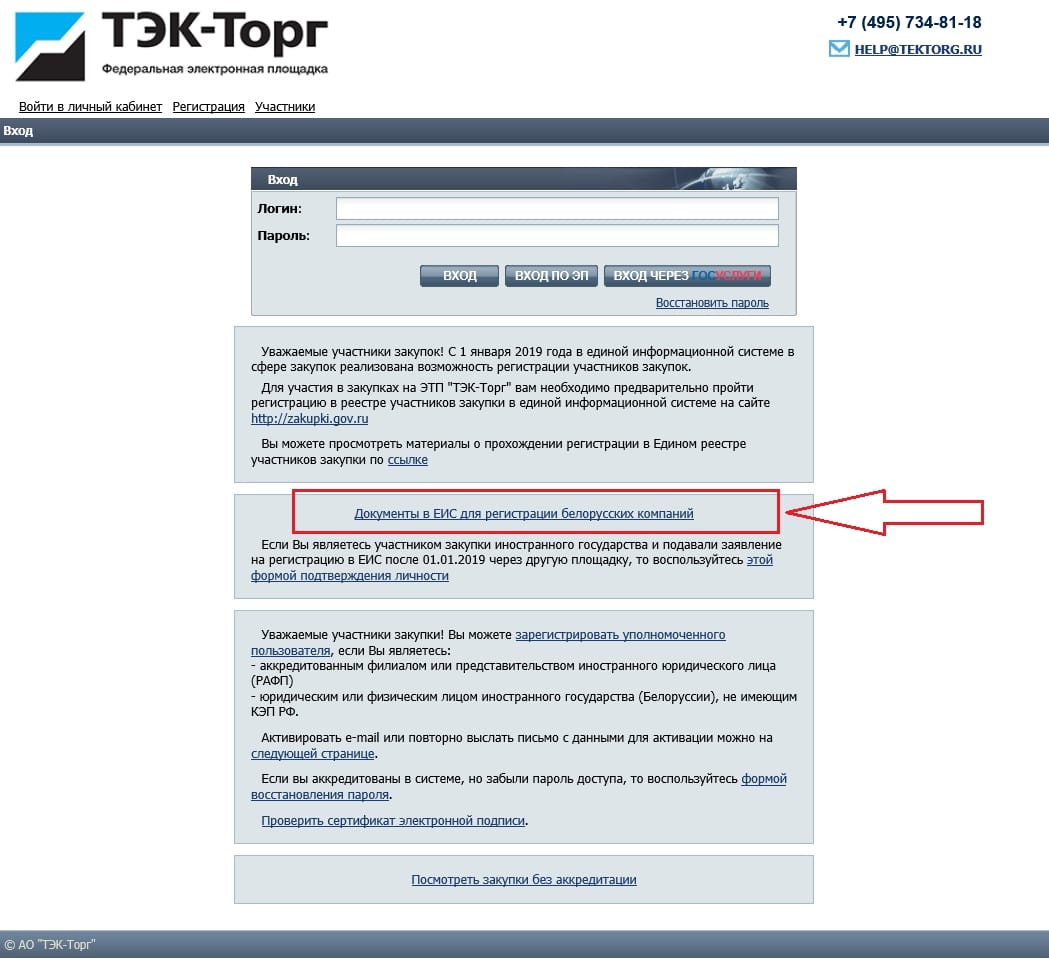 ТЭК-Торг
Федеральная электронная площадка
+7 (495) 734-81-18
HELP@TEKTORG.RU
Войти в личный кабинет Регистрация Участники
Вход
Вход
Логин:
Пароль:
ВХОД ВХОД ПО ЭП ВХОД ЧЕРЕЗ ГОСУСЛУГИ
Восстановить пароль
Уважаемые участники закупок! С 1 января 2019 года в единой информационной системе в
сфере закупок реализована возможность регистрации участников закупок.
Для участия в закупках на ЭТП "ТЭК-Торг" вам необходимо предварительно пройти
регистрацию в реестре участников закупки в единой информационной системе на сайте
http://zakupki.gov.ru
Вы можете просмотреть материалы о прохождении регистрации в Едином реестре
участников закупки по ссылке
Документы в ЕИС для регистрации белорусских компаний
Если Вы являетесь участником закупки иностранного государства и подавали заявление
на регистрацию в ЕИС после 01.01.2019 через другую площадку, то воспользуйтесь этой
формой подтверждения личности
Уважаемые участники закупки! Вы можете зарегистрировать уполномоченного
пользователя, если Вы являетесь:
- аккредитованным филиалом или представительством иностранного юридического лица
(РАФП)
- юридическим или физическим лицом иностранного государства (Белоруссии), не имеющим
КЭП РФ.
Активировать e-mail или повторно выслать письмо с данными для активации можно на
следующей странице.
Если вы аккредитованы в системе, но забыли пароль доступа, то воспользуйтесь формой
восстановления пароля.
Проверить сертификат электронной подписи.
Посмотреть закупки без аккредитации
© АО "ТЭК-Торг"